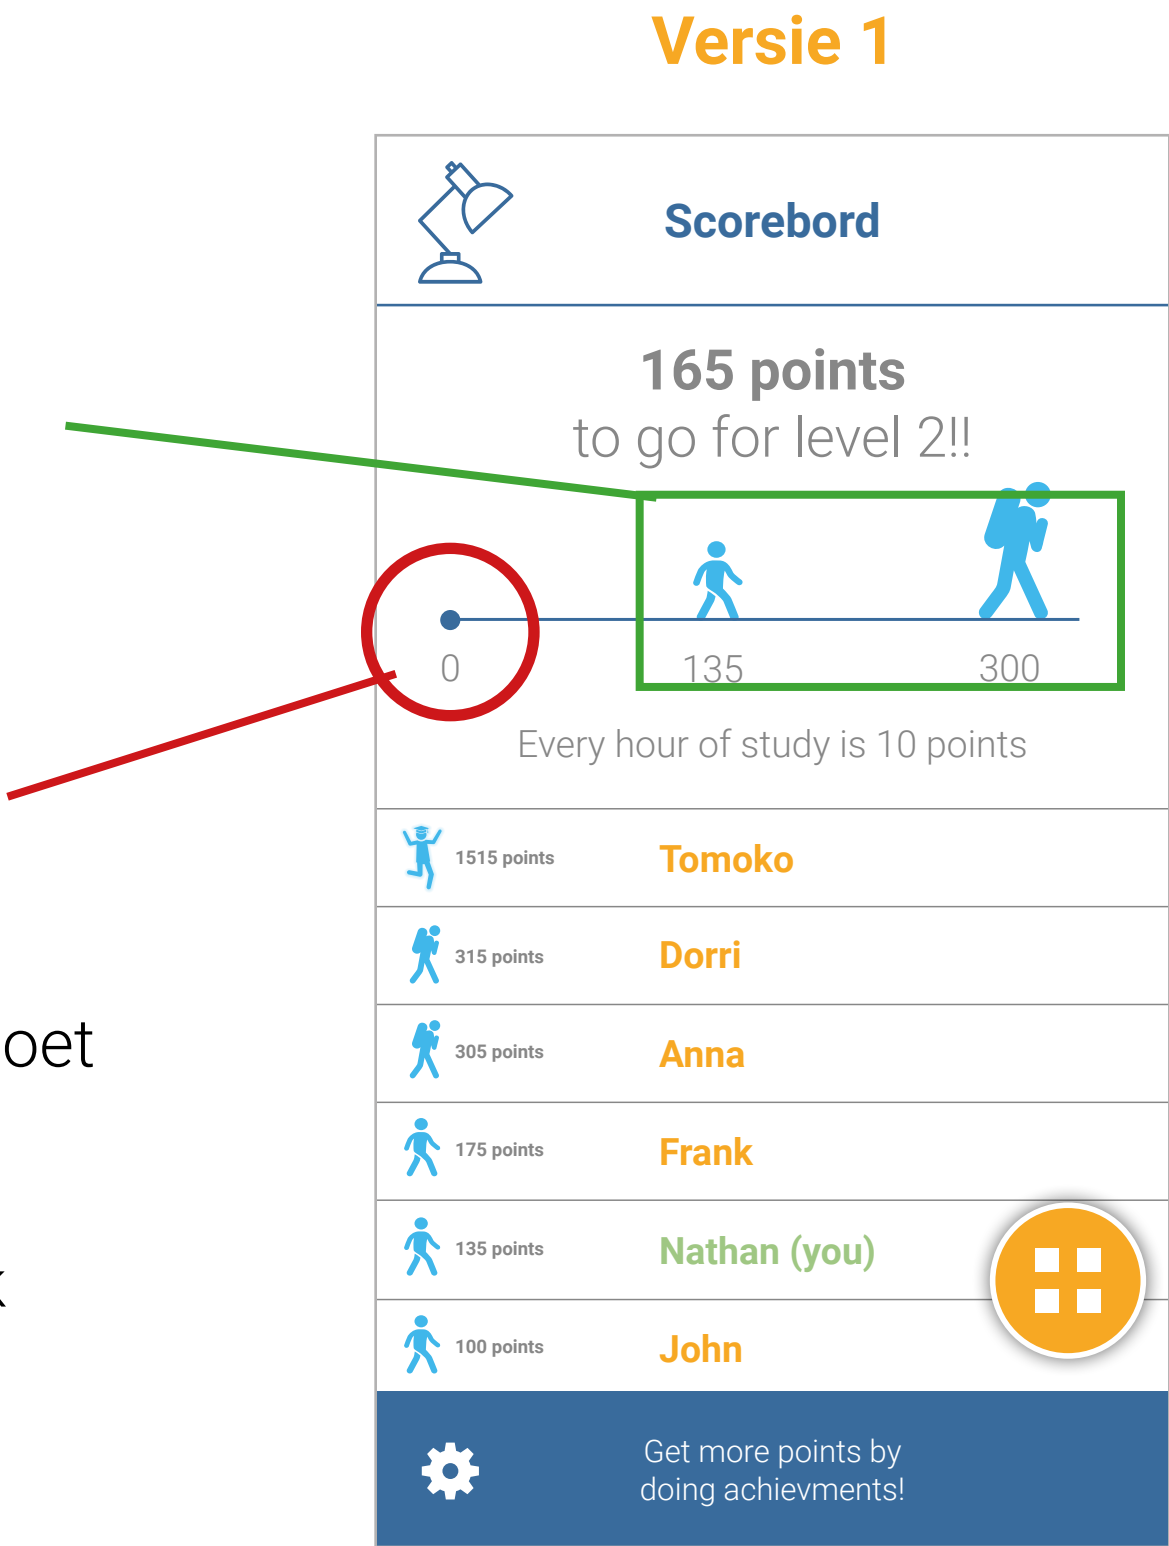 Versie 1
Scorebord
165 points
to go for level 2!!
0 135 300
Every hour of study is 10 points
1515 points Tomoko
315 points Dorri
oet
305 points Anna
175 points Frank
135 points Nathan (you)
100 points John
Get more points by
doing achievments!